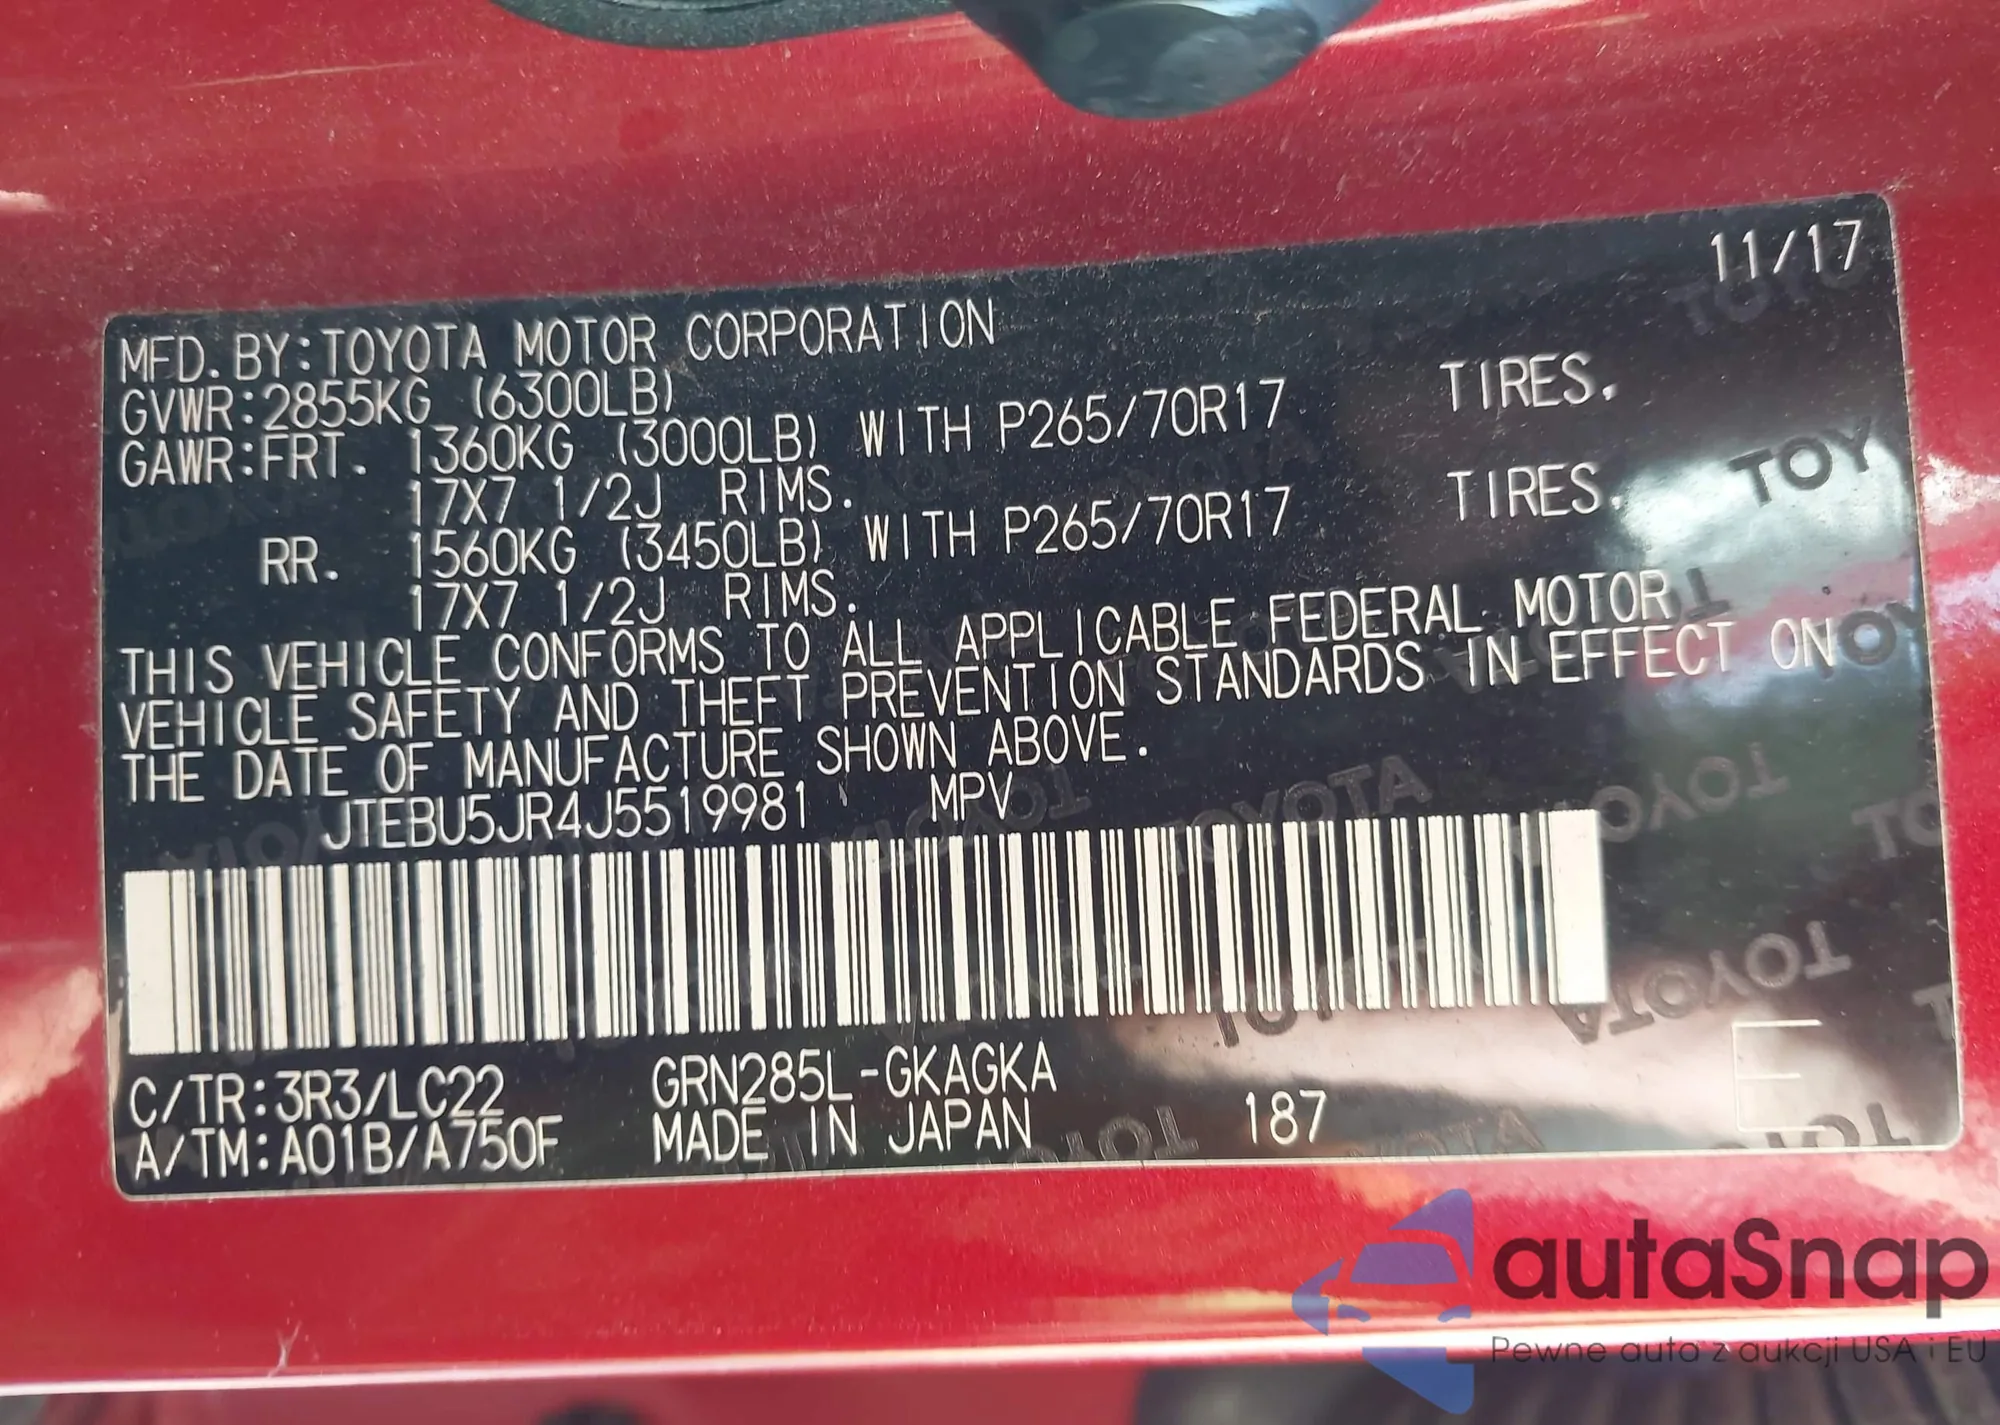 11/17
MFD. BY:TOYOTA MOTOR CORPORATION
GVWR:2855KG (6300LB)
GAWR:FRT. 1360KG (3000LB) WITH P265/70R17 TIRES.
17X7 1/2J RIMS.
RR. 1560KG (3450LB) WITH P265/70R17 TIRES.
17X7 1/2J RIMS.
THIS VEHICLE CONFORMS TO ALL APPLICABLE FEDERAL MOTOR
VEHICLE SAFETY AND THEFT PREVENTION STANDARDS IN EFFECT ON
THE DATE OF MANUFACTURE SHOWN ABOVE.
JTEBU5JR4J5519981 MPV
C/TR:3R3/LC22 GRN285L-GKAGKA
A/TM:A01B/A750F MADE IN JAPAN 187
autaSnap
Pewne auta z aukcji USA i EU